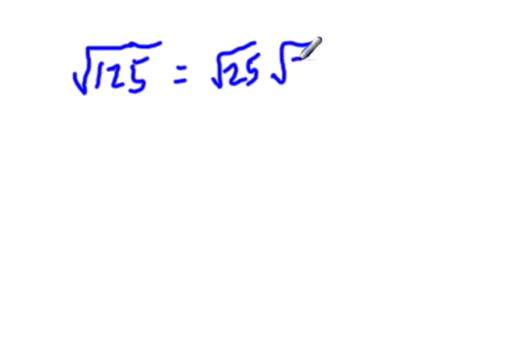 √125 = √25 √